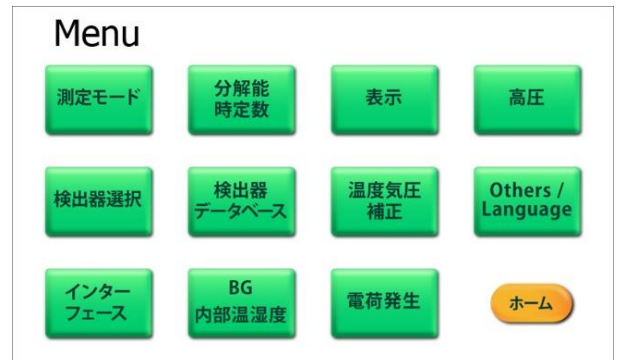 Menu
測定モード
分解能
時定数
表示
高圧
検出器選択
検出器
データベース
温度気圧
補正
Others /
Language
インター
フェース
BG
内部温湿度
電荷発生
ホーム